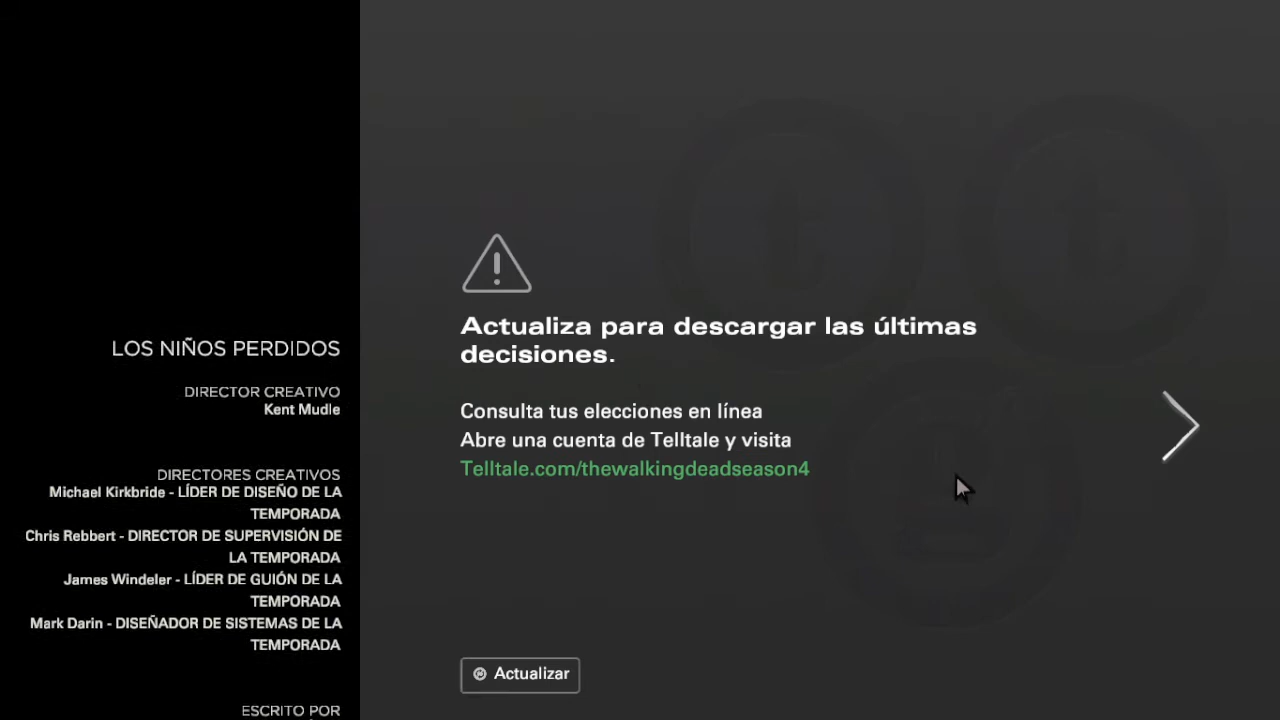 LOS NIÑOS PERDIDOS
DIRECTOR CREATIVO
Kent Mudle
DIRECTORES CREATIVOS
Michael Kirkbride - LÍDER DE DISEÑO DE LA
TEMPORADA
Chris Rebbert - DIRECTOR DE SUPERVISIÓN DE
LA TEMPORADA
James Windeler - LÍDER DE GUIÓN DE LA
TEMPORADA
Mark Darin - DISEÑADOR DE SISTEMAS DE LA
TEMPORADA
ESCRITO POR
Actualiza para descargar las últimas
decisiones.
Consulta tus elecciones en línea
Abre una cuenta de Telltale y visita
Telltale.com/thewalkingdeadseason4
Actualizar